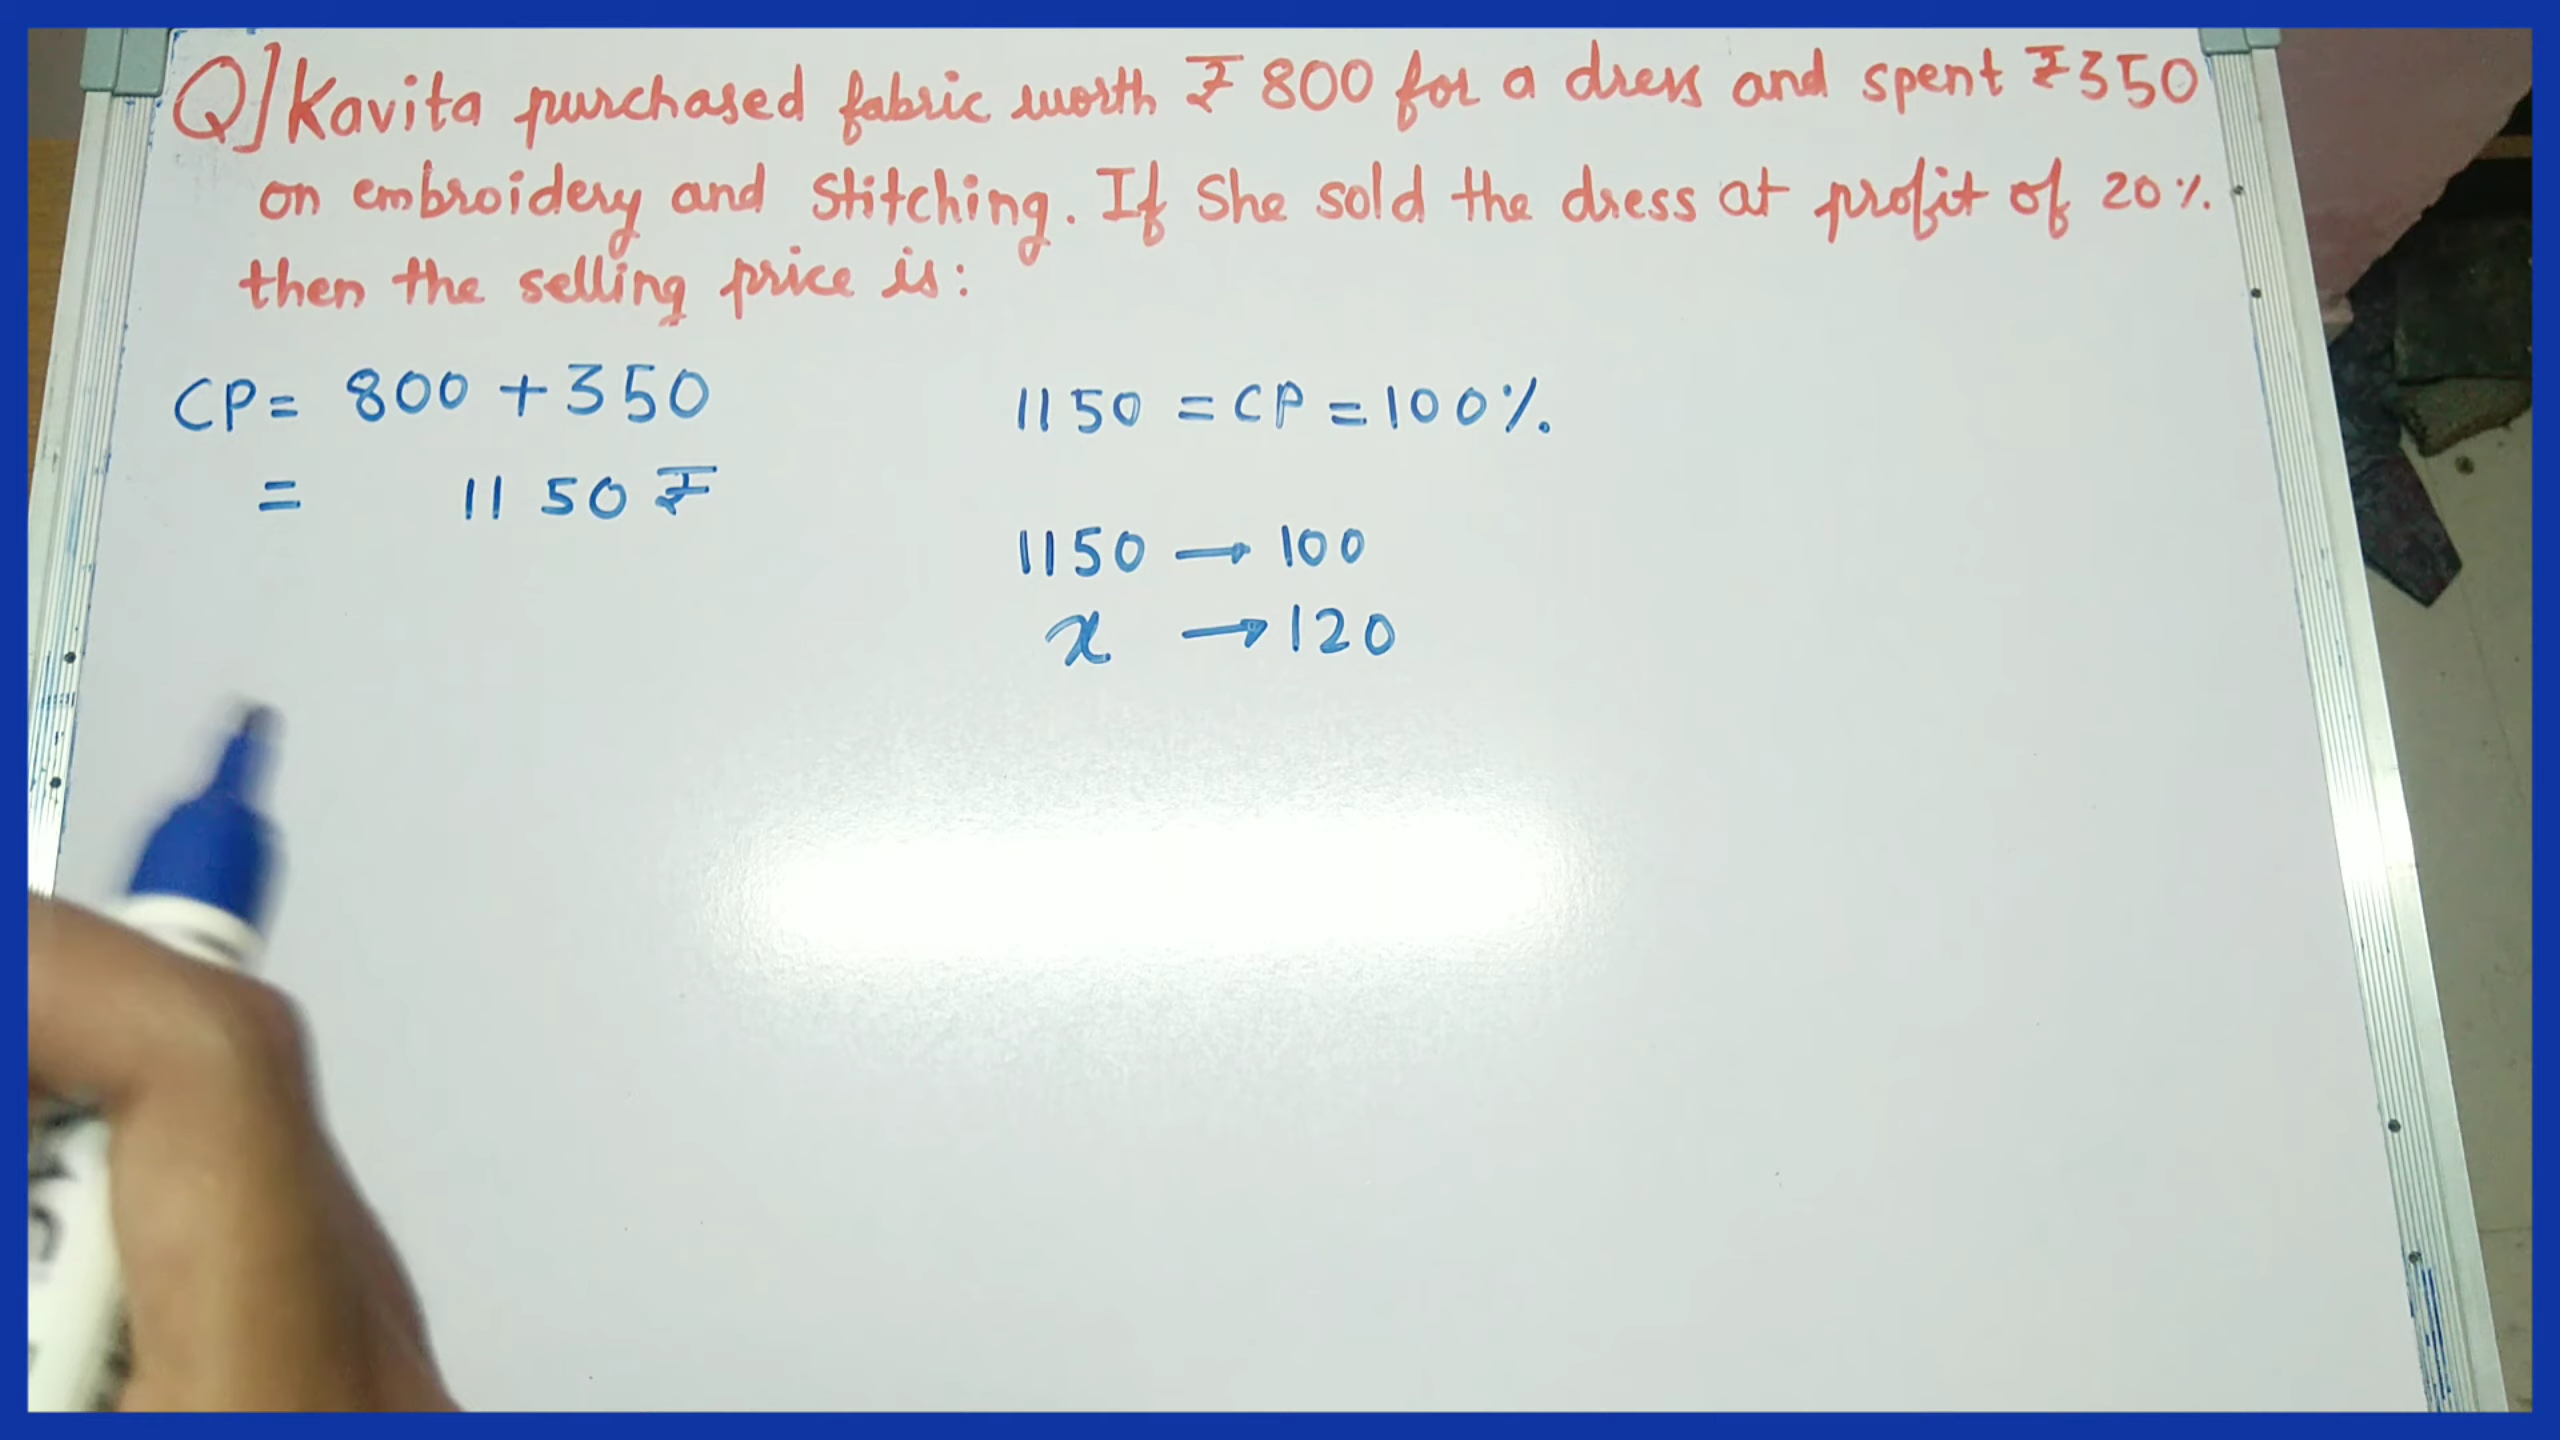 Q] Kavita purchased fabric worth ₹ 800 for a dress and spent ₹350
on embroidery and Stitching. If She sold the dress at profit of 20%
then the selling price is:
CP = 800 + 350
= 1150 ₹
1150 = CP = 100%.
1150 → 100
x → 120